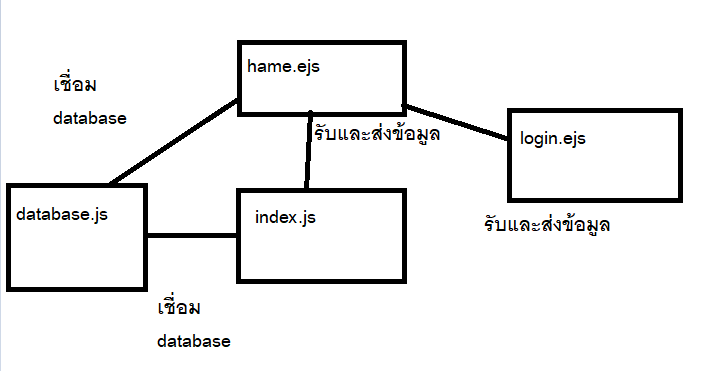 hame.ejs
เชื่อม
database
รับและส่งข้อมูล
login.ejs
database.js
index.js
รับและส่งข้อมูล
เชื่อม
database